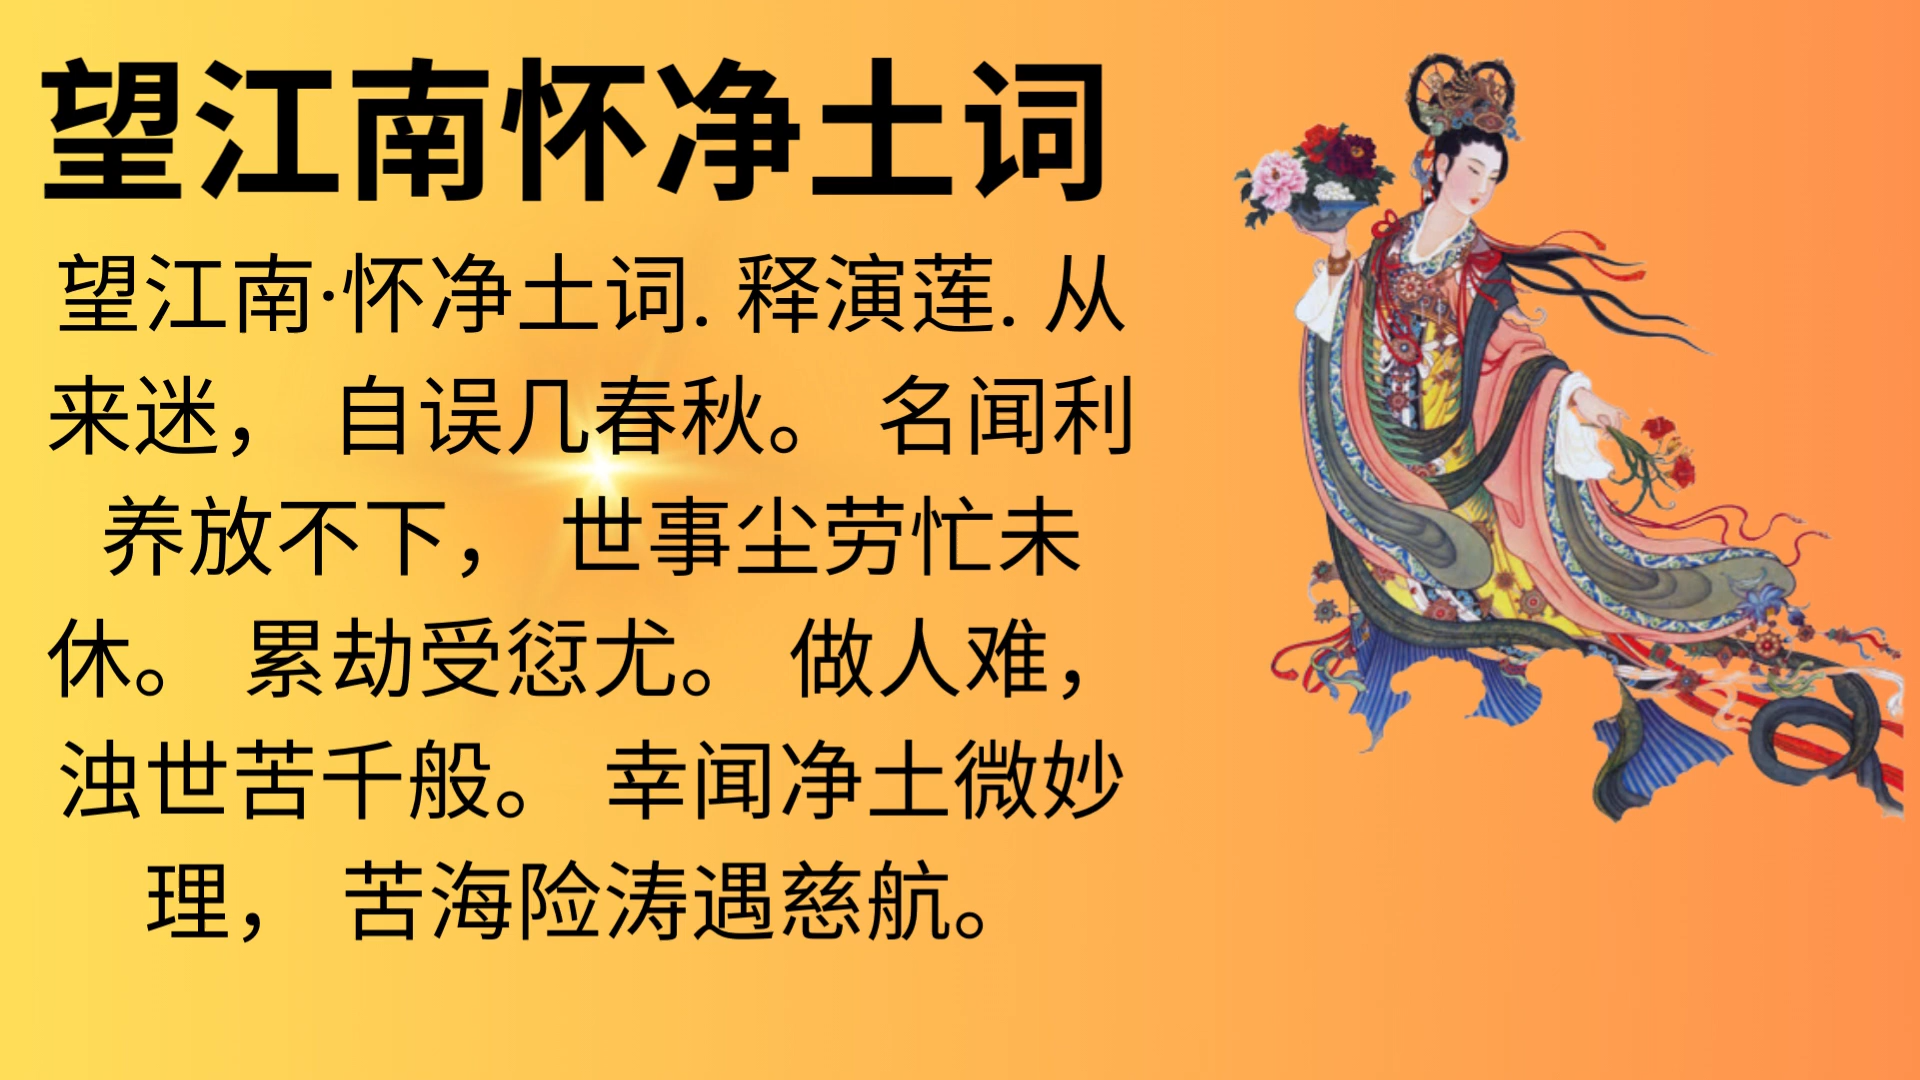 望江南怀净土词
望江南·怀净土词. 释演莲. 从
来迷， 自误几春秋。 名闻利
养放不下， 世事尘劳忙未
休。 累劫受愆尤。 做人难，
浊世苦千般。 幸闻净土微妙
理， 苦海险涛遇慈航。